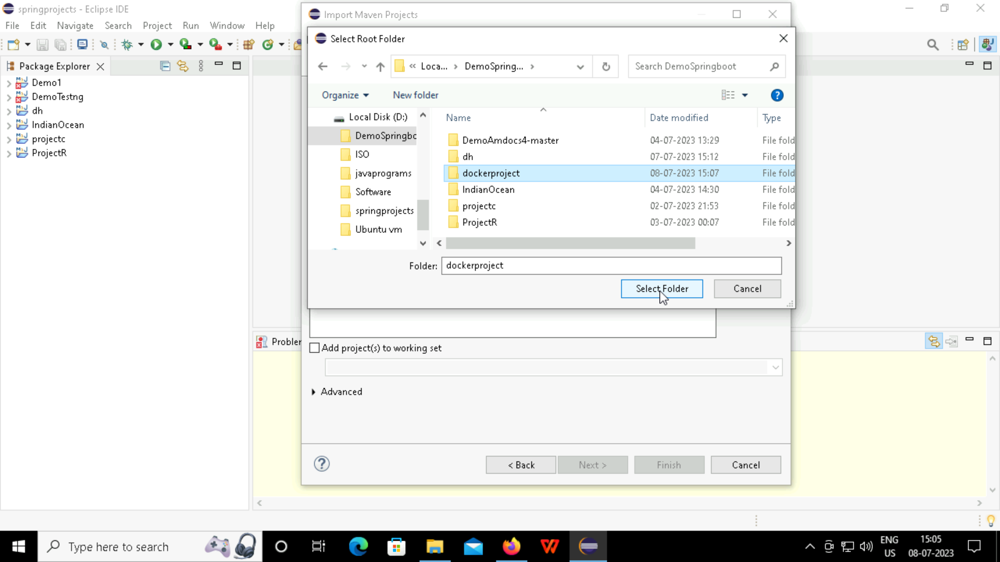 springprojects - Eclipse IDE
File Edit Navigate Search Project Run Window Help
Package Explorer
Demo1
DemoTestng
dh
IndianOcean
projectc
ProjectR
Import Maven Projects
Select Root Folder
« Loca... > DemoSpring... >
Search DemoSpringboot
Organize
New folder
Local Disk (D:)
DemoSpringbo
ISO
javaprograms
Software
springprojects
Ubuntu vm
Name Date modified Type
DemoAmdocs4-master 04-07-2023 13:29 File fold
dh 07-07-2023 15:12 File fold
dockerproject 08-07-2023 15:07 File fold
IndianOcean 04-07-2023 14:30 File fold
projectc 02-07-2023 21:53 File fold
ProjectR 03-07-2023 00:07 File fold
Folder: dockerproject
Select Folder Cancel
Problem
Add project(s) to working set
Advanced
< Back Next > Finish Cancel
Type here to search
ENG
US
15:05
08-07-2023